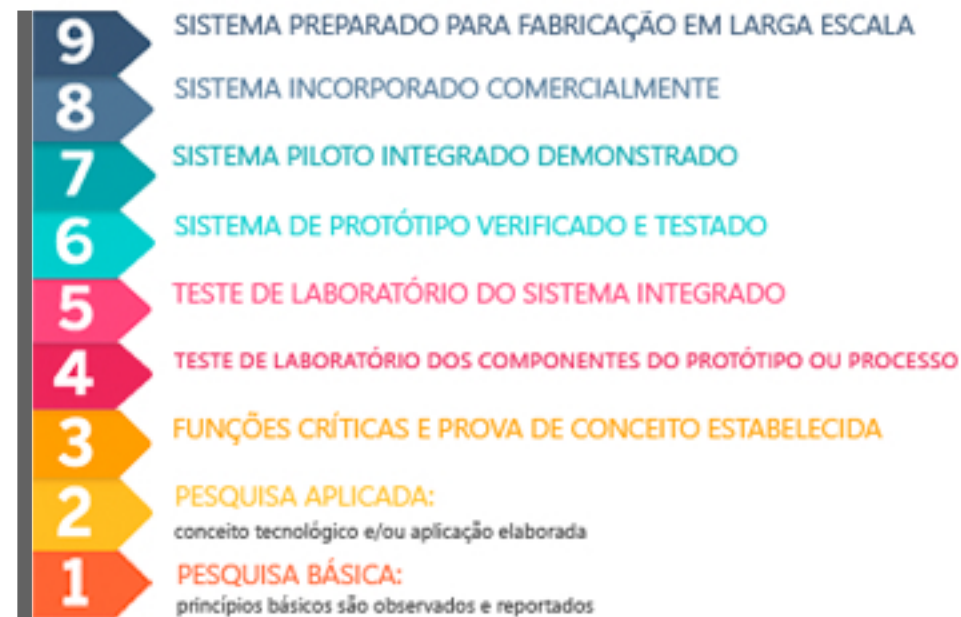 9 SISTEMA PREPARADO PARA FABRICAÇÃO EM LARGA ESCALA
8 SISTEMA INCORPORADO COMERCIALMENTE
7 SISTEMA PILOTO INTEGRADO DEMONSTRADO
6 SISTEMA DE PROTÓTIPO VERIFICADO E TESTADO
5 TESTE DE LABORATÓRIO DO SISTEMA INTEGRADO
4 TESTE DE LABORATÓRIO DOS COMPONENTES DO PROTÓTIPO OU PROCESSO
3 FUNÇÕES CRÍTICAS E PROVA DE CONCEITO ESTABELECIDA
2 PESQUISA APLICADA:
conceito tecnológico e/ou aplicação elaborada
1 PESQUISA BÁSICA:
princípios básicos são observados e reportados